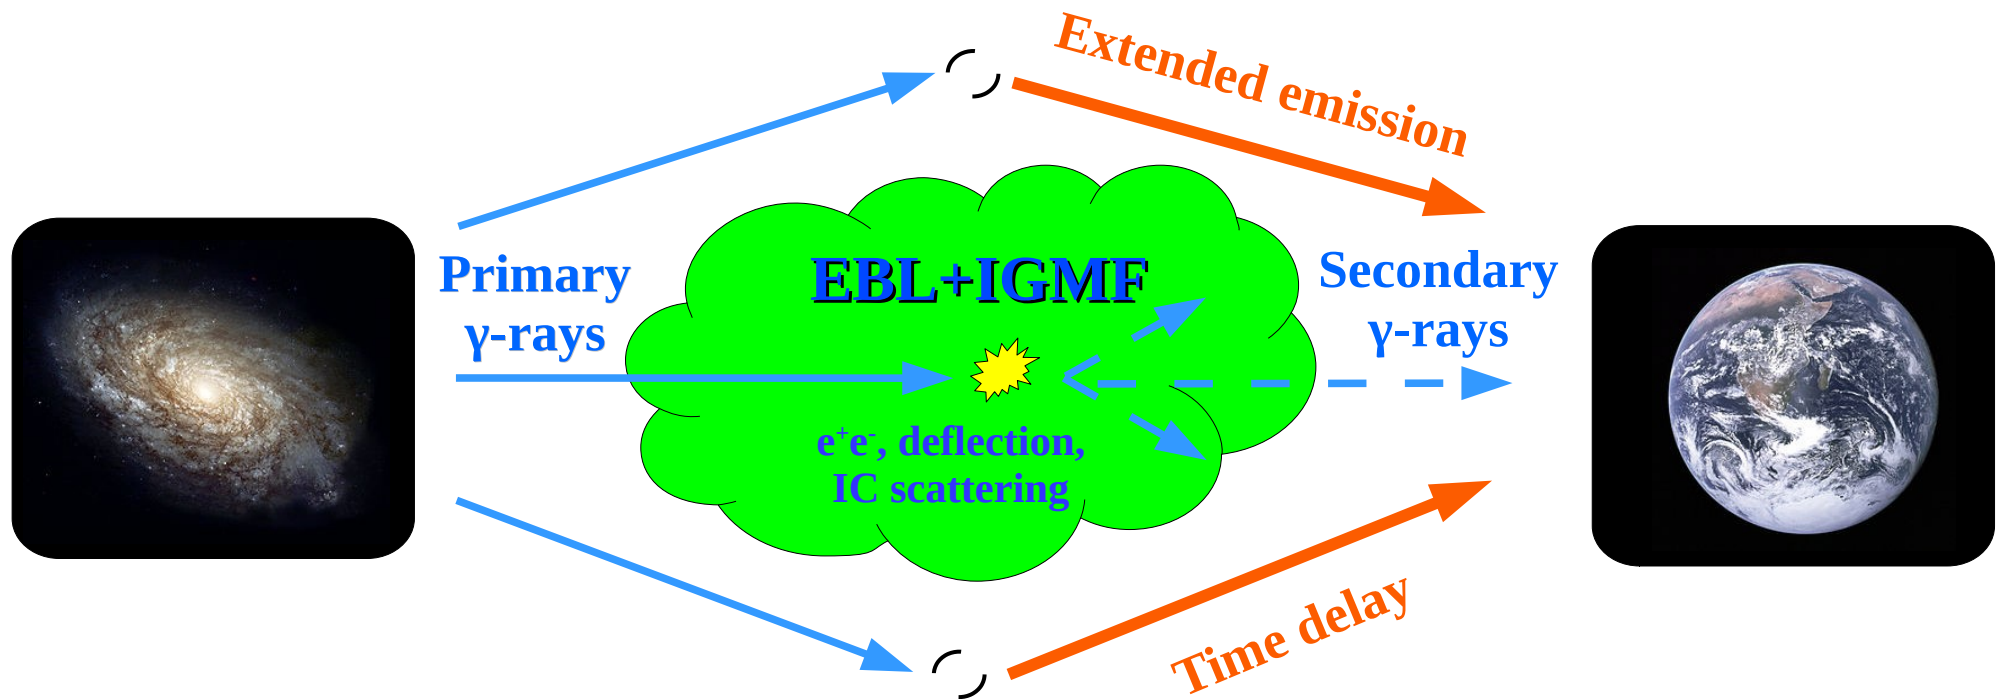 Extended emission
Primary
γ-rays
EBL+IGMF
e⁺e⁻, deflection,
IC scattering
Secondary
γ-rays
Time delay